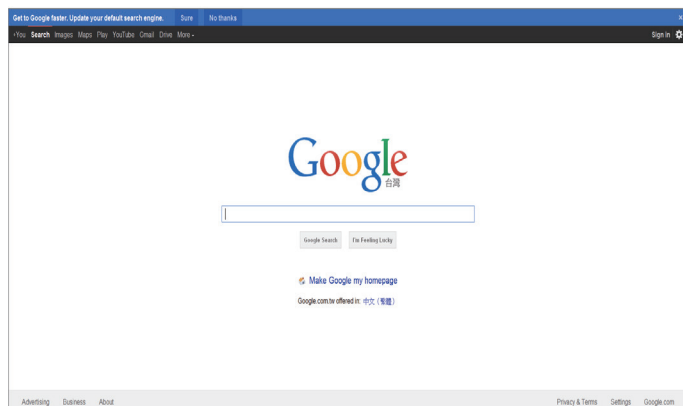 Get to Google faster. Update your default search engine. Sure No thanks ×
+You Search Images Maps Play YouTube Gmail Drive More Sign in
Google
台灣
Google Search I'm Feeling Lucky
Make Google my homepage
Google.com.tw offered in: 中文 (繁體)
Advertising Business About Privacy & Terms Settings Google.com